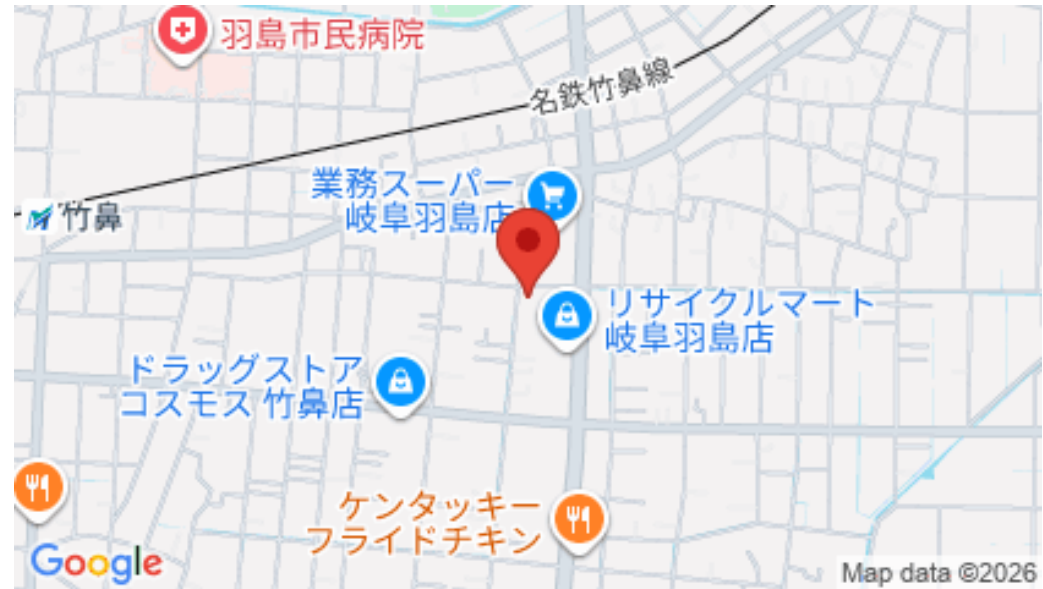 羽島市民病院
名鉄竹鼻線
業務スーパー
岐阜羽島店
竹鼻
リサイクルマート
岐阜羽島店
ドラッグストア
コスモス 竹鼻店
ケンタッキー
フライドチキン
Google
Map data ©2026